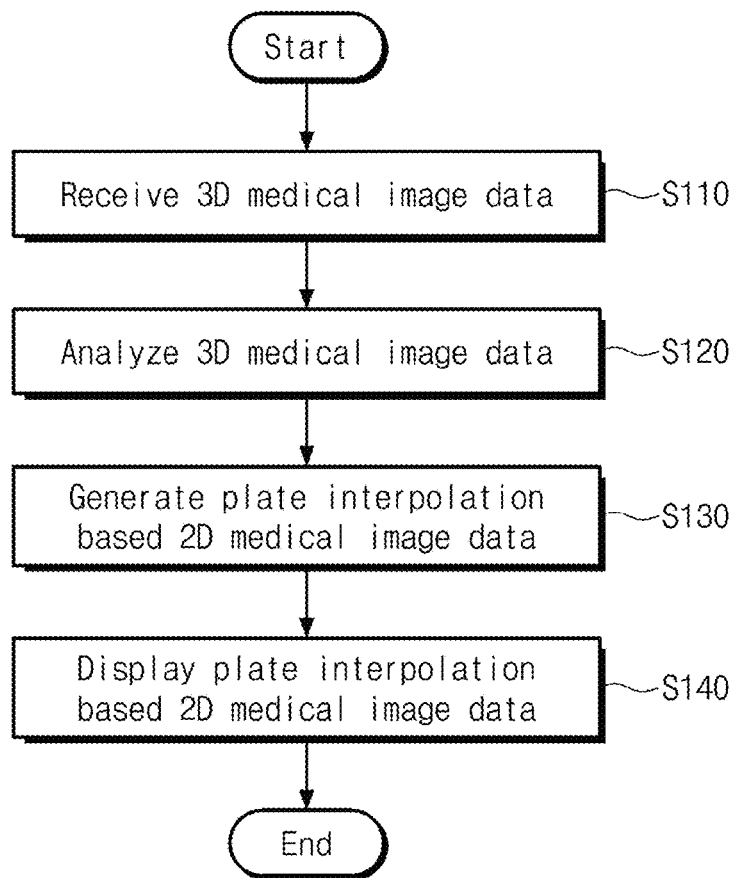 Start
Receive 3D medical image data
S110
Analyze 3D medical image data
S120
Generate plate interpolation
based 2D medical image data
S130
Display plate interpolation
based 2D medical image data
S140
End